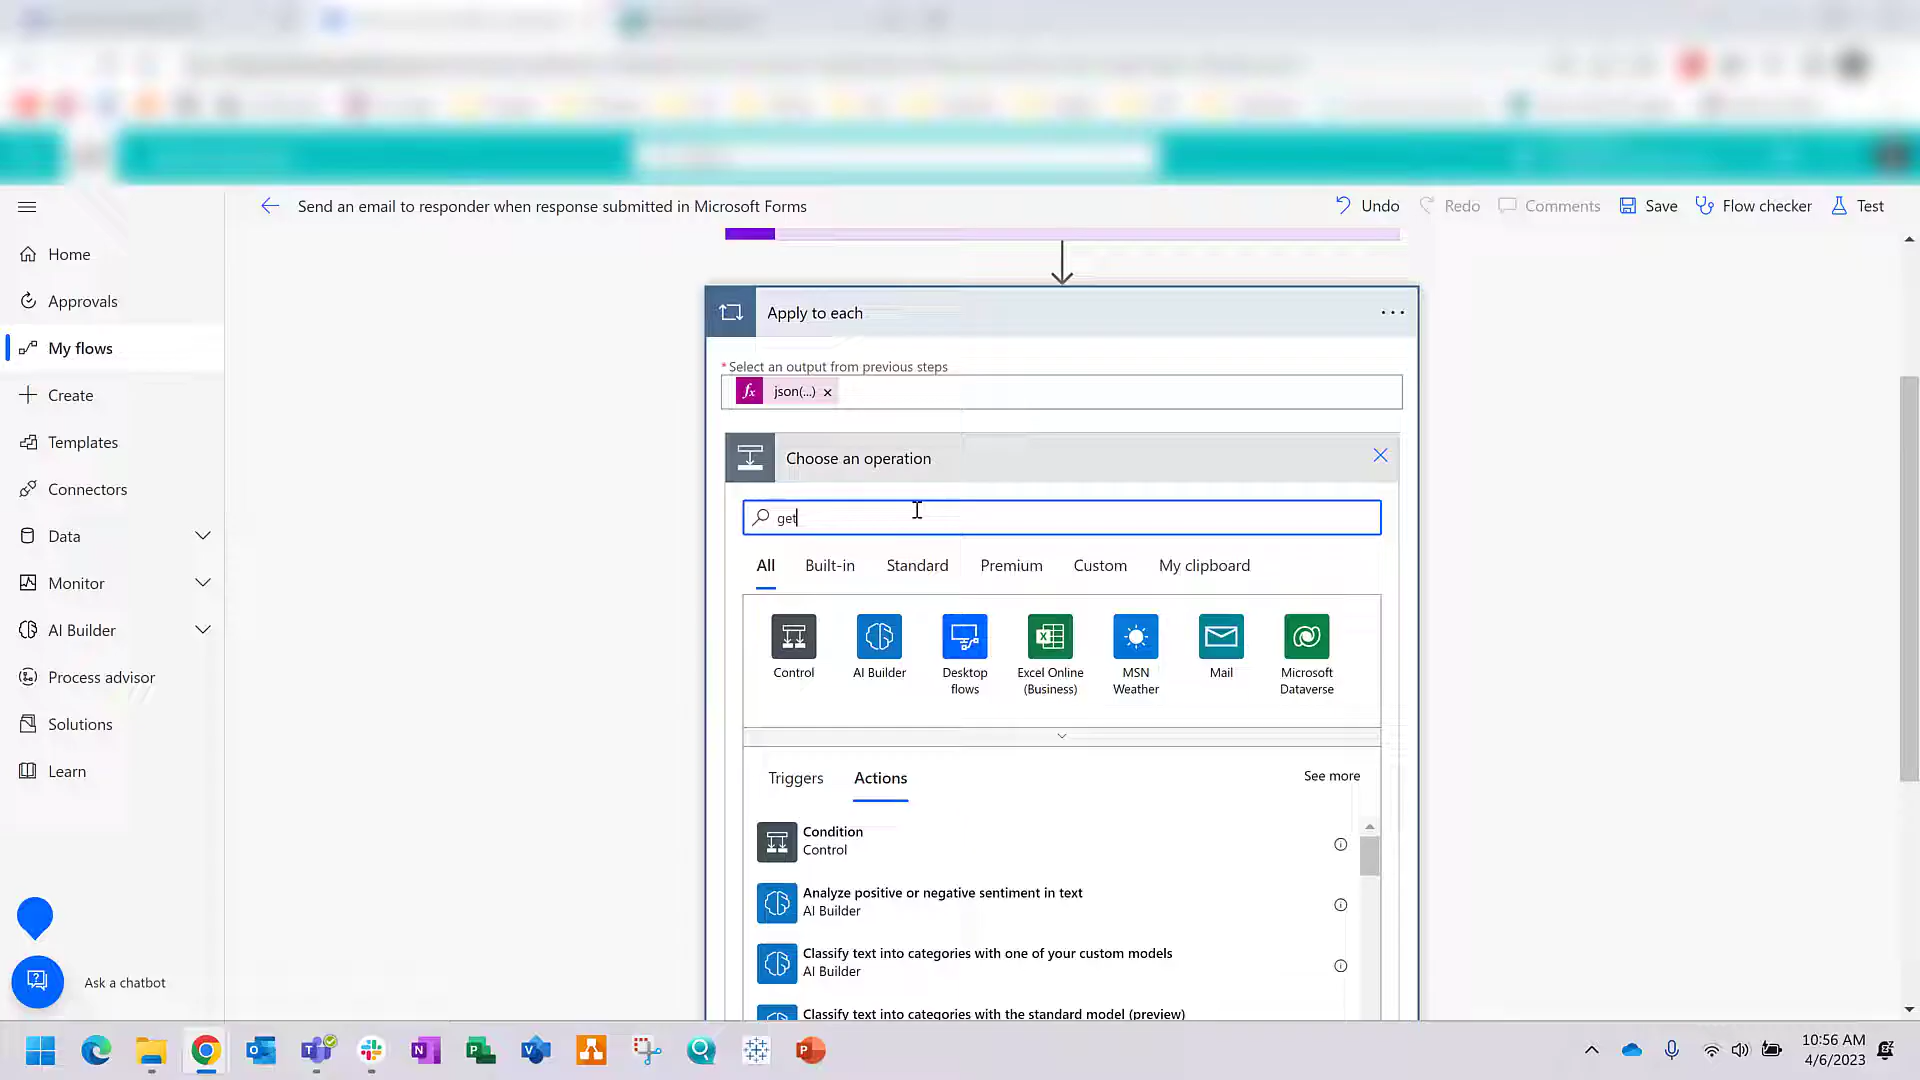 Send an email to responder when response submitted in Microsoft Forms
Undo
Redo
Comments
Save
Flow checker
Test
Home
Approvals
My flows
Create
Templates
Connectors
Data
Monitor
AI Builder
Process advisor
Solutions
Learn
Ask a chatbot
Apply to each
* Select an output from previous steps
fx json(...) ×
Choose an operation
get
All
Built-in
Standard
Premium
Custom
My clipboard
Control
AI Builder
Desktop
flows
Excel Online
(Business)
MSN
Weather
Mail
Microsoft
Dataverse
Triggers
Actions
See more
Condition
Control
Analyze positive or negative sentiment in text
AI Builder
Classify text into categories with one of your custom models
AI Builder
Classify text into categories with the standard model (preview)
10:56 AM
4/6/2023